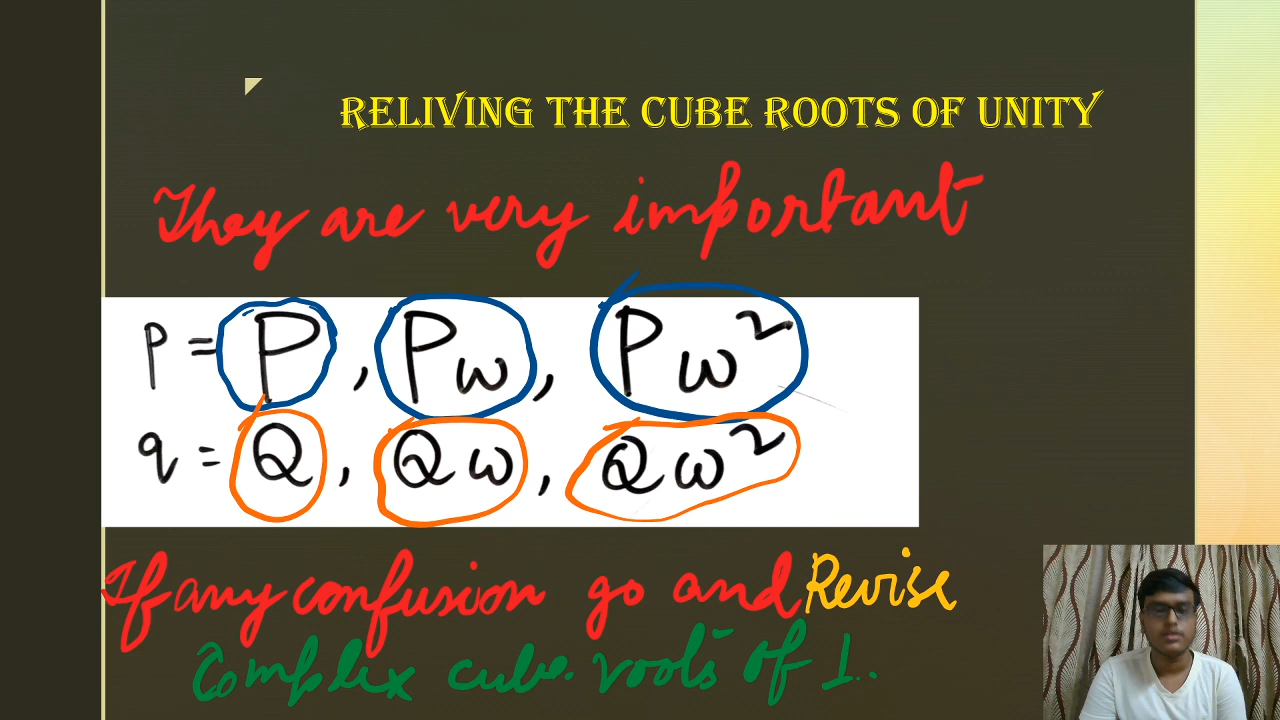 RELIVING THE CUBE ROOTS OF UNITY
They are very important
p = P , Pω , Pω²
q = Q , Qω , Qω²
If any confusion go and Revise
Complex cube roots of 1..